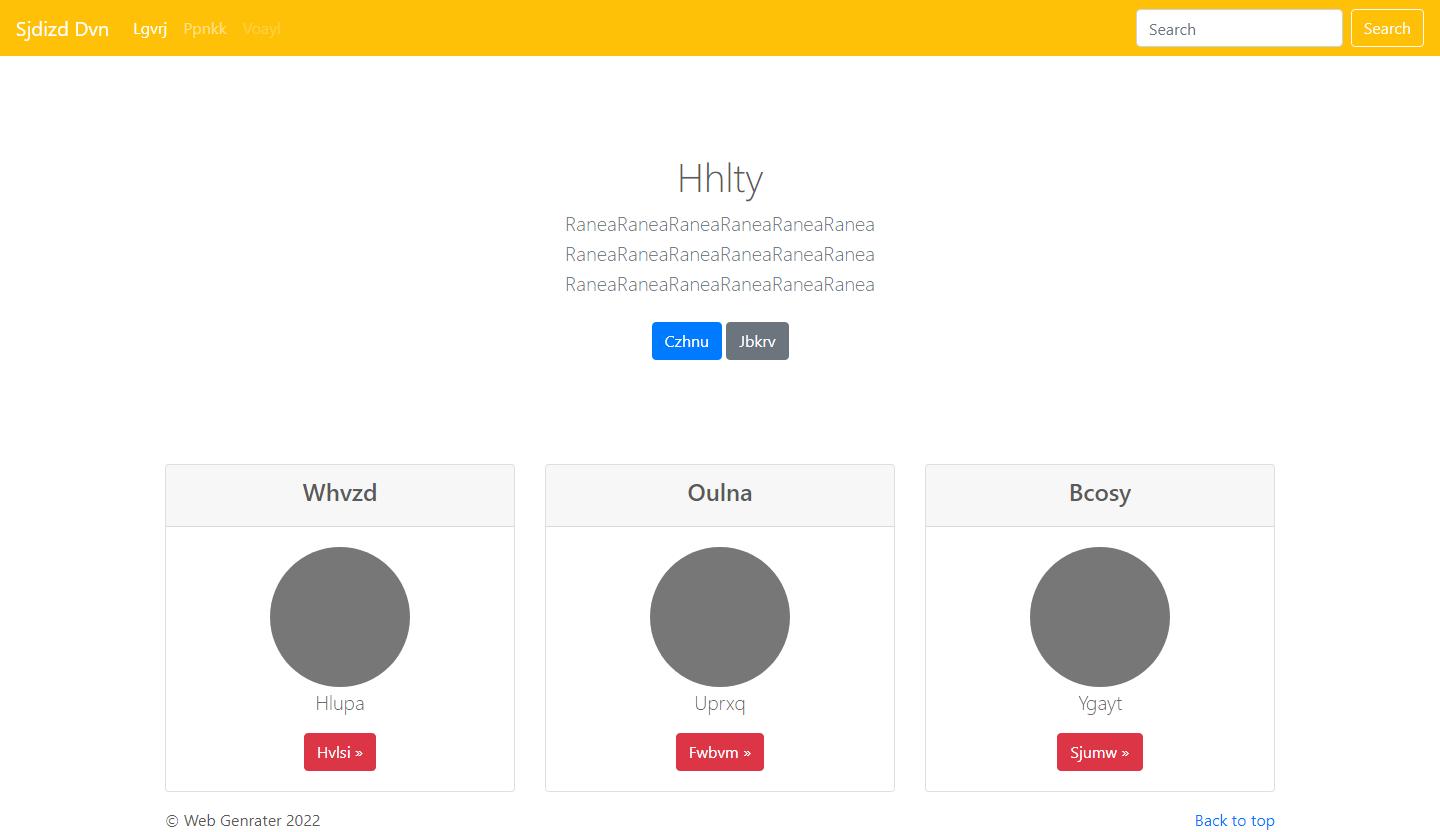 Sjdizd Dvn Lgvrj Ppnkk Voayl Search Search
Hhlty
RaneaRaneaRaneaRaneaRaneaRanea
RaneaRaneaRaneaRaneaRaneaRanea
RaneaRaneaRaneaRaneaRaneaRanea
Czhnu Jbkrv
Whvzd
Hlupa
Hvlsi »
Oulna
Uprxq
Fwbvm »
Bcosy
Ygayt
Sjumw »
© Web Genrater 2022 Back to top